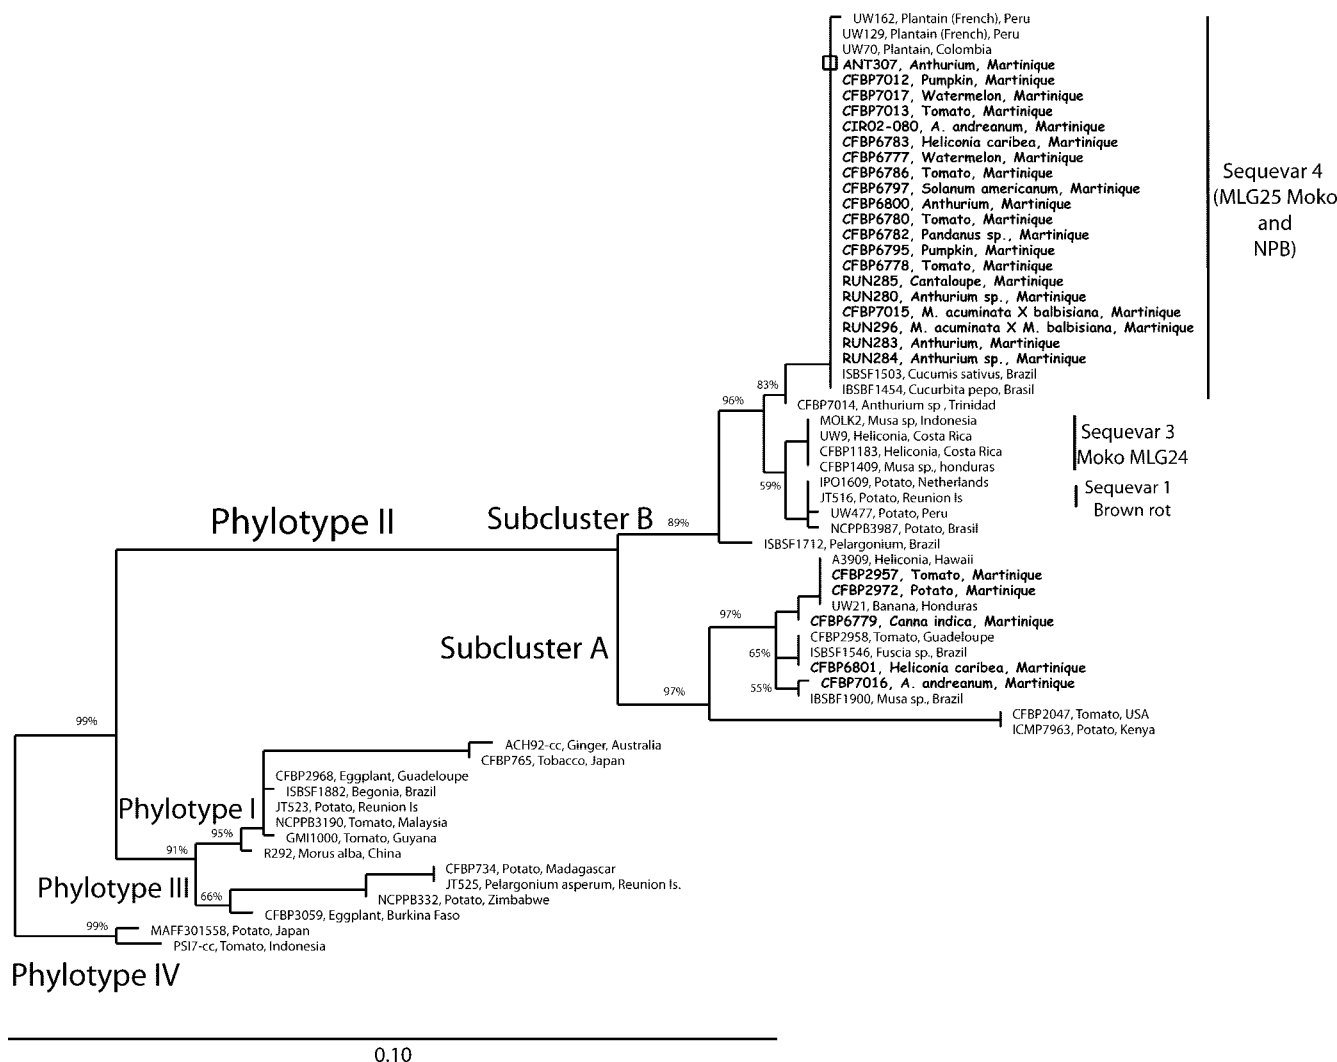 UW162, Plantain (French), Peru
UW129, Plantain (French), Peru
UW70, Plantain, Colombia
ANT307, Anthurium, Martinique
CFBP7012, Pumpkin, Martinique
CFBP7017, Watermelon, Martinique
CFBP7013, Tomato, Martinique
CIR02-080, A. andreanum, Martinique
CFBP6783, Heliconia caribea, Martinique
CFBP6777, Watermelon, Martinique
CFBP6786, Tomato, Martinique
CFBP6797, Solanum americanum, Martinique
CFBP6800, Anthurium, Martinique
CFBP6780, Tomato, Martinique
CFBP6782, Pandanus sp., Martinique
CFBP6795, Pumpkin, Martinique
CFBP6778, Tomato, Martinique
RUN285, Cantaloupe, Martinique
RUN280, Anthurium sp., Martinique
CFBP7015, M. acuminata X balbisiana, Martinique
RUN296, M. acuminata X M. balbisiana, Martinique
RUN283, Anthurium, Martinique
RUN284, Anthurium sp., Martinique
ISBSF1503, Cucumis sativus, Brazil
IBSBF1454, Cucurbita pepo, Brasil
CFBP7014, Anthurium sp , Trinidad
Sequevar 4
(MLG25 Moko
and
NPB)
83%
96%
MOLK2, Musa sp, Indonesia
UW9, Heliconia, Costa Rica
CFBP1183, Heliconia, Costa Rica
CFBP1409, Musa sp., honduras
Sequevar 3
Moko MLG24
59%
IPO1609, Potato, Netherlands
JT516, Potato, Reunion Is
UW477, Potato, Peru
NCPPB3987, Potato, Brasil
Sequevar 1
Brown rot
Phylotype II
Subcluster B
89%
ISBSF1712, Pelargonium, Brazil
A3909, Heliconia, Hawaii
CFBP2957, Tomato, Martinique
CFBP2972, Potato, Martinique
UW21, Banana, Honduras
97%
CFBP6779, Canna indica, Martinique
CFBP2958, Tomato, Guadeloupe
Subcluster A
65%
ISBSF1546, Fuscia sp., Brazil
CFBP6801, Heliconia caribea, Martinique
97%
55%
CFBP7016, A. andreanum, Martinique
IBSBF1900, Musa sp., Brazil
CFBP2047, Tomato, USA
ICMP7963, Potato, Kenya
99%
ACH92-cc, Ginger, Australia
CFBP765, Tobacco, Japan
CFBP2968, Eggplant, Guadeloupe
ISBSF1882, Begonia, Brazil
Phylotype I
JT523, Potato, Reunion Is
NCPPB3190, Tomato, Malaysia
95%
GMI1000, Tomato, Guyana
91%
R292, Morus alba, China
CFBP734, Potato, Madagascar
Phylotype III
JT525, Pelargonium asperum, Reunion Is.
66%
NCPPB332, Potato, Zimbabwe
CFBP3059, Eggplant, Burkina Faso
99%
MAFF301558, Potato, Japan
PSI7-cc, Tomato, Indonesia
Phylotype IV
0.10